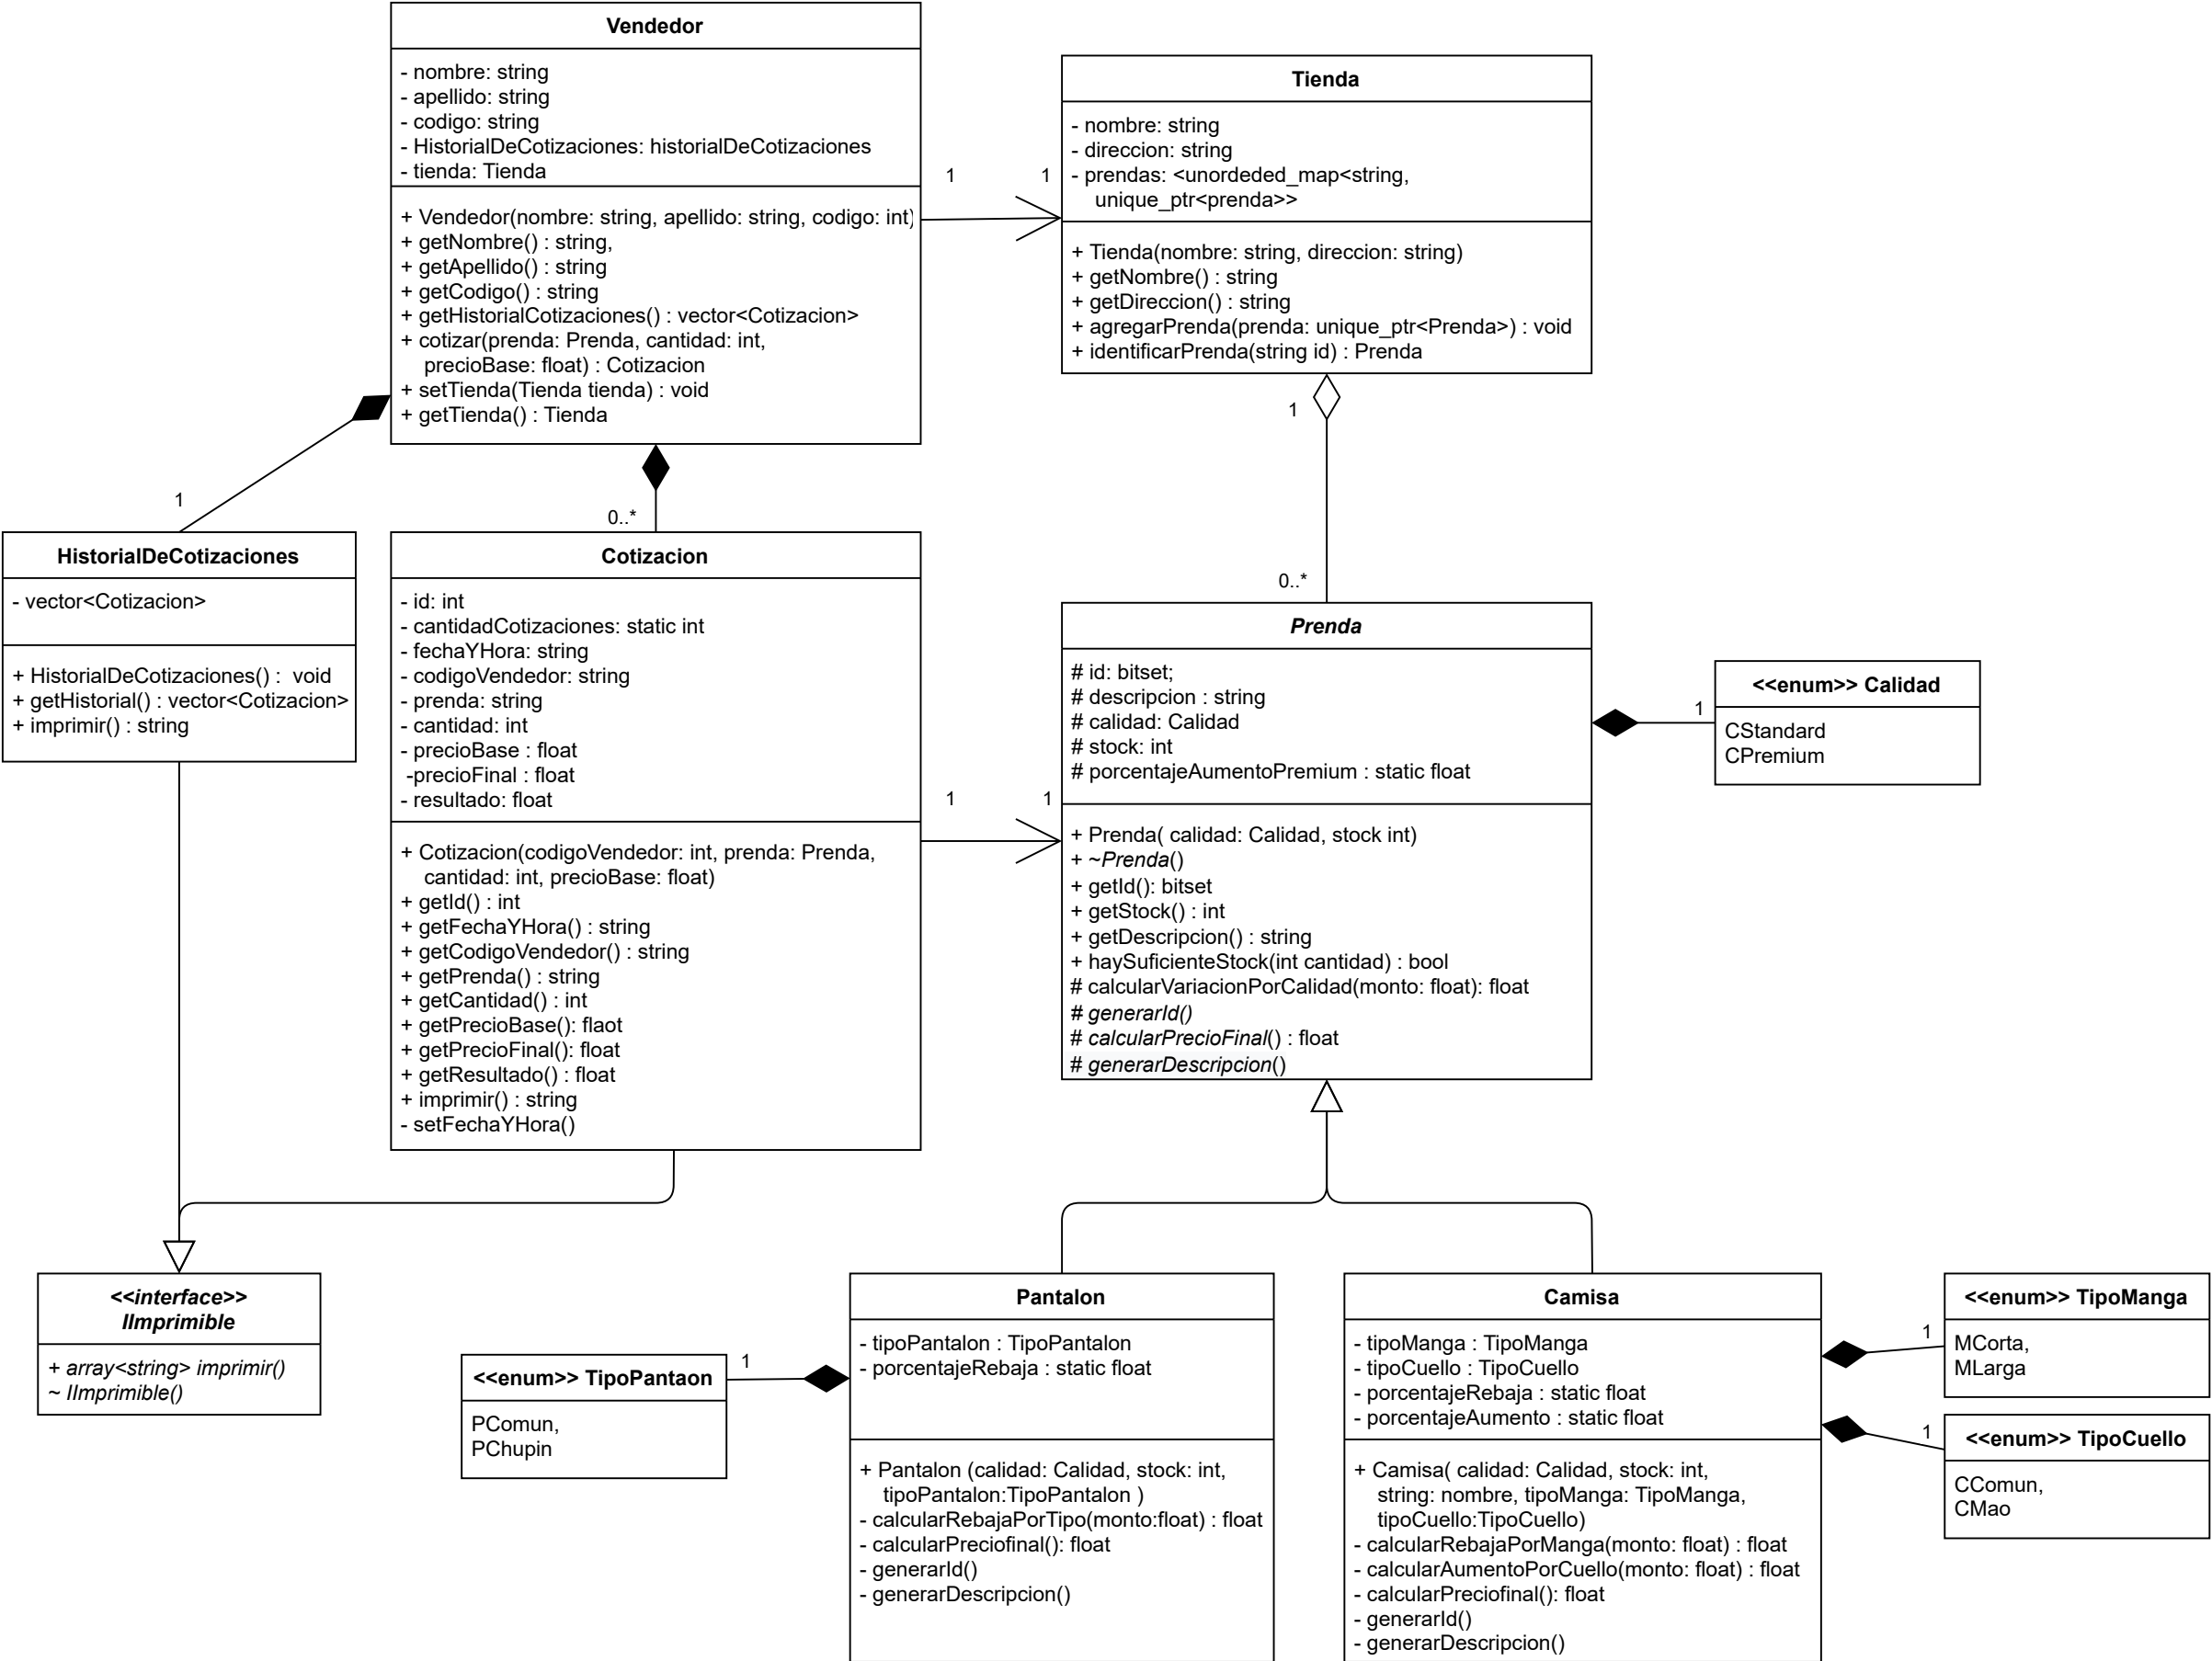 Vendedor
- nombre: string
- apellido: string
- codigo: string
- HistorialDeCotizaciones: historialDeCotizaciones
- tienda: Tienda
+ Vendedor(nombre: string, apellido: string, codigo: int)
+ getNombre() : string,
+ getApellido() : string
+ getCodigo() : string
+ getHistorialCotizaciones() : vector<Cotizacion>
+ cotizar(prenda: Prenda, cantidad: int,
precioBase: float) : Cotizacion
+ setTienda(Tienda tienda) : void
+ getTienda() : Tienda
1
1
Tienda
- nombre: string
- direccion: string
- prendas: <unordeded_map<string,
unique_ptr<prenda>>
+ Tienda(nombre: string, direccion: string)
+ getNombre() : string
+ getDireccion() : string
+ agregarPrenda(prenda: unique_ptr<Prenda>) : void
+ identificarPrenda(string id) : Prenda
1
0..*
1
0..*
HistorialDeCotizaciones
- vector<Cotizacion>
+ HistorialDeCotizaciones() :  void
+ getHistorial() : vector<Cotizacion>
+ imprimir() : string
Cotizacion
- id: int
- cantidadCotizaciones: static int
- fechaYHora: string
- codigoVendedor: string
- prenda: string
- cantidad: int
- precioBase : float
-precioFinal : float
- resultado: float
+ Cotizacion(codigoVendedor: int, prenda: Prenda,
cantidad: int, precioBase: float)
+ getId() : int
+ getFechaYHora() : string
+ getCodigoVendedor() : string
+ getPrenda() : string
+ getCantidad() : int
+ getPrecioBase(): flaot
+ getPrecioFinal(): float
+ getResultado() : float
+ imprimir() : string
- setFechaYHora()
1
1
Prenda
# id: bitset;
# descripcion : string
# calidad: Calidad
# stock: int
# porcentajeAumentoPremium : static float
+ Prenda( calidad: Calidad, stock int)
+ ~Prenda()
+ getId(): bitset
+ getStock() : int
+ getDescripcion() : string
+ haySuficienteStock(int cantidad) : bool
# calcularVariacionPorCalidad(monto: float): float
# generarId()
# calcularPrecioFinal() : float
# generarDescripcion()
1
<<enum>> Calidad
CStandard
CPremium
<<interface>>
IImprimible
+ array<string> imprimir()
~ IImprimible()
<<enum>> TipoPantaon
PComun,
PChupin
1
Pantalon
- tipoPantalon : TipoPantalon
- porcentajeRebaja : static float
+ Pantalon (calidad: Calidad, stock: int,
tipoPantalon:TipoPantalon )
- calcularRebajaPorTipo(monto:float) : float
- calcularPreciofinal(): float
- generarId()
- generarDescripcion()
Camisa
- tipoManga : TipoManga
- tipoCuello : TipoCuello
- porcentajeRebaja : static float
- porcentajeAumento : static float
+ Camisa( calidad: Calidad, stock: int,
string: nombre, tipoManga: TipoManga,
tipoCuello:TipoCuello)
- calcularRebajaPorManga(monto: float) : float
- calcularAumentoPorCuello(monto: float) : float
- calcularPreciofinal(): float
- generarId()
- generarDescripcion()
1
<<enum>> TipoManga
MCorta,
MLarga
1
<<enum>> TipoCuello
CComun,
CMao